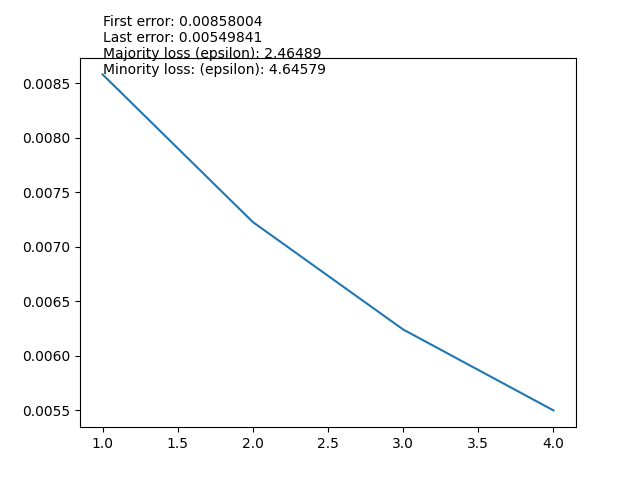 First error: 0.00858004
Last error: 0.00549841
Majority loss (epsilon): 2.46489
Minority loss: (epsilon): 4.64579
0.0085
0.0080
0.0075
0.0070
0.0065
0.0060
0.0055
1.0 1.5 2.0 2.5 3.0 3.5 4.0